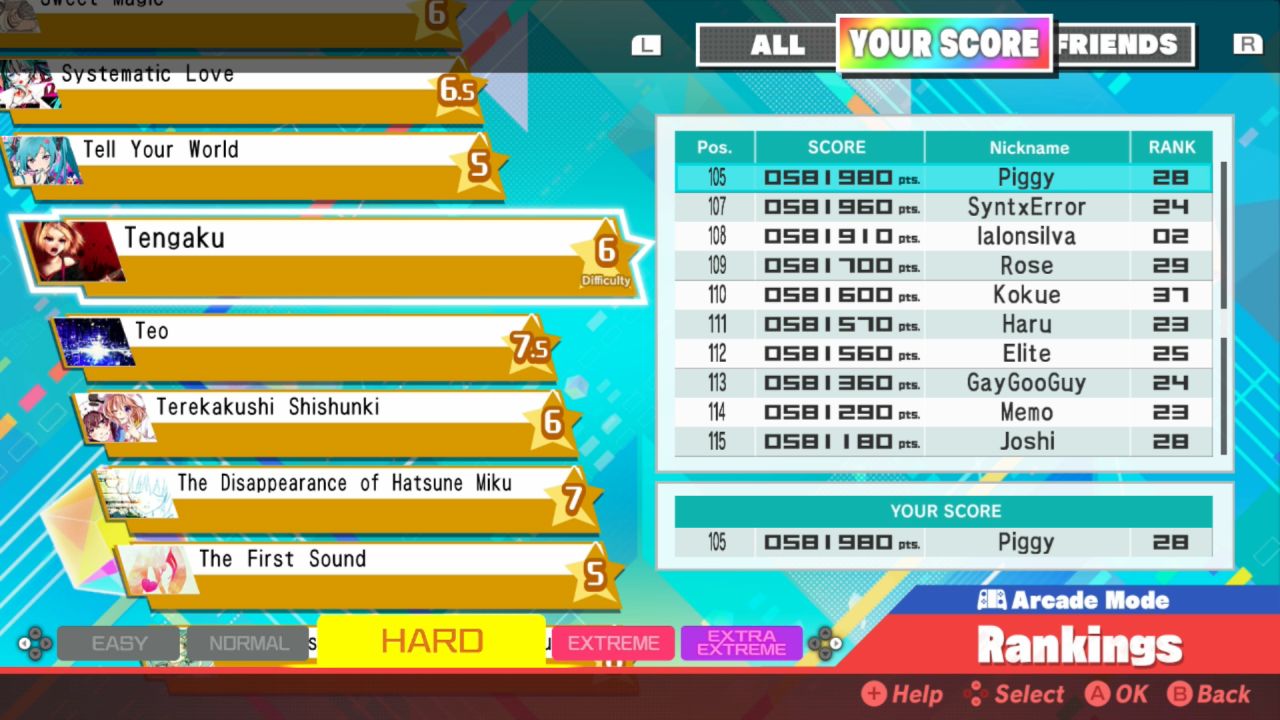 Sweet Magic
6
L
ALL
YOUR SCORE
FRIENDS
R
Systematic Love
6.5
Tell Your World
5
Tengaku
6
Difficulty
Teo
7.5
Terekakushi Shishunki
6
The Disappearance of Hatsune Miku
7
The First Sound
5
Pos. SCORE Nickname RANK
105 0581980 pts. Piggy 28
107 0581960 pts. SyntxError 24
108 0581910 pts. lalonsilva 02
109 0581700 pts. Rose 29
110 0581600 pts. Kokue 37
111 0581570 pts. Haru 23
112 0581560 pts. Elite 25
113 0581360 pts. GayGooGuy 24
114 0581290 pts. Memo 23
115 0581180 pts. Joshi 28
YOUR SCORE
105 0581980 pts. Piggy 28
Arcade Mode
Rankings
EASY
NORMAL
HARD
EXTREME
EXTRA
EXTREME
+ Help
Select
A OK
B Back